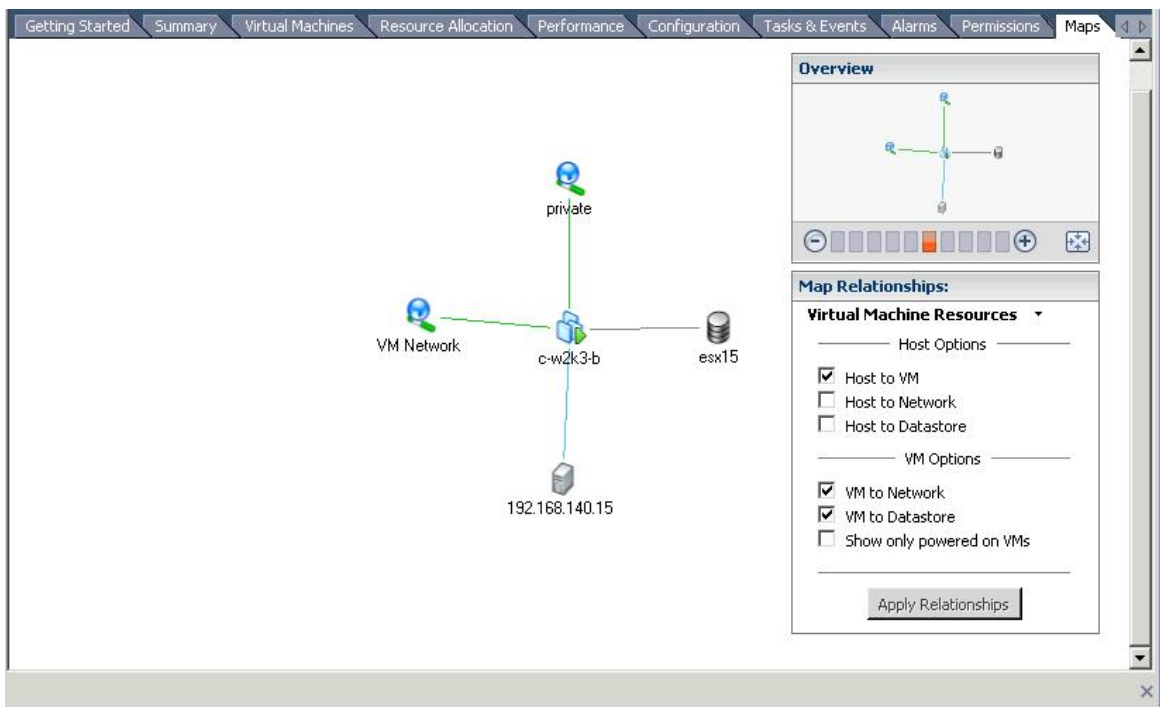 Getting Started Summary Virtual Machines Resource Allocation Performance Configuration Tasks & Events Alarms Permissions Maps
Overview
private
VM Network
c-w2k3-b
esx15
192.168.140.15
Map Relationships:
Virtual Machine Resources
Host Options
Host to VM
Host to Network
Host to Datastore
VM Options
VM to Network
VM to Datastore
Show only powered on VMs
Apply Relationships